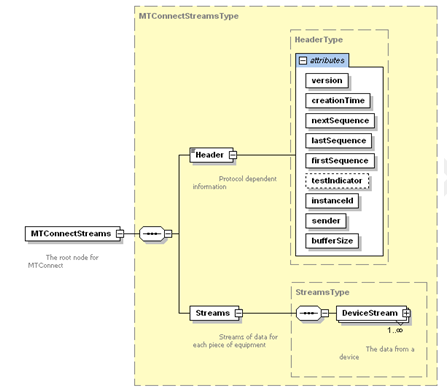 MTConnectStreamsType
HeaderType
attributes
version
creationTime
nextSequence
lastSequence
Header
firstSequence
Protocol dependent
information
testIndicator
instanceId
sender
MTConnectStreams
bufferSize
The root node for
MTConnect
StreamsType
Streams
DeviceStream
1..∞
Streams of data for
each piece of equipment
The data from a
device